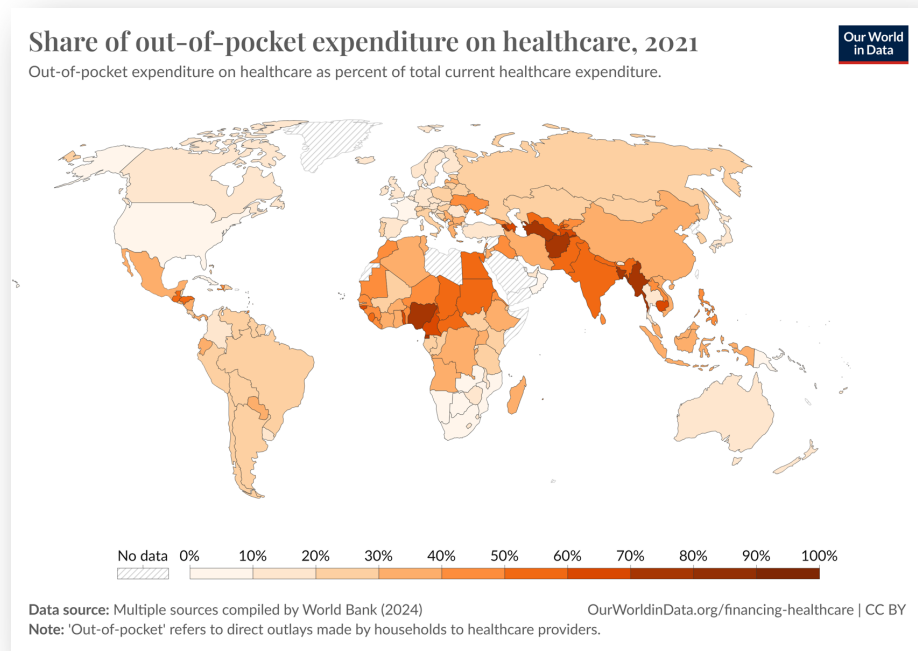 Share of out-of-pocket expenditure on healthcare, 2021
Our World
in Data
Out-of-pocket expenditure on healthcare as percent of total current healthcare expenditure.
No data 0% 10% 20% 30% 40% 50% 60% 70% 80% 90% 100%
Data source: Multiple sources compiled by World Bank (2024) OurWorldinData.org/financing-healthcare | CC BY
Note: 'Out-of-pocket' refers to direct outlays made by households to healthcare providers.